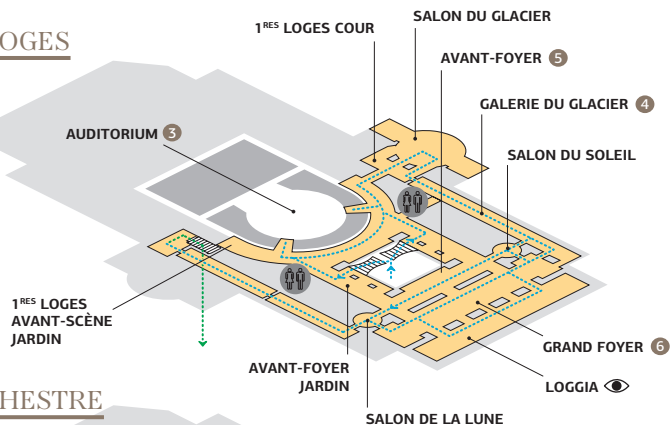 OGES
1RES LOGES COUR
SALON DU GLACIER
AVANT-FOYER 5
GALERIE DU GLACIER 4
AUDITORIUM 3
SALON DU SOLEIL
1RES LOGES
AVANT-SCÈNE
JARDIN
AVANT-FOYER
JARDIN
GRAND FOYER 6
LOGGIA
SALON DE LA LUNE
HESTRE